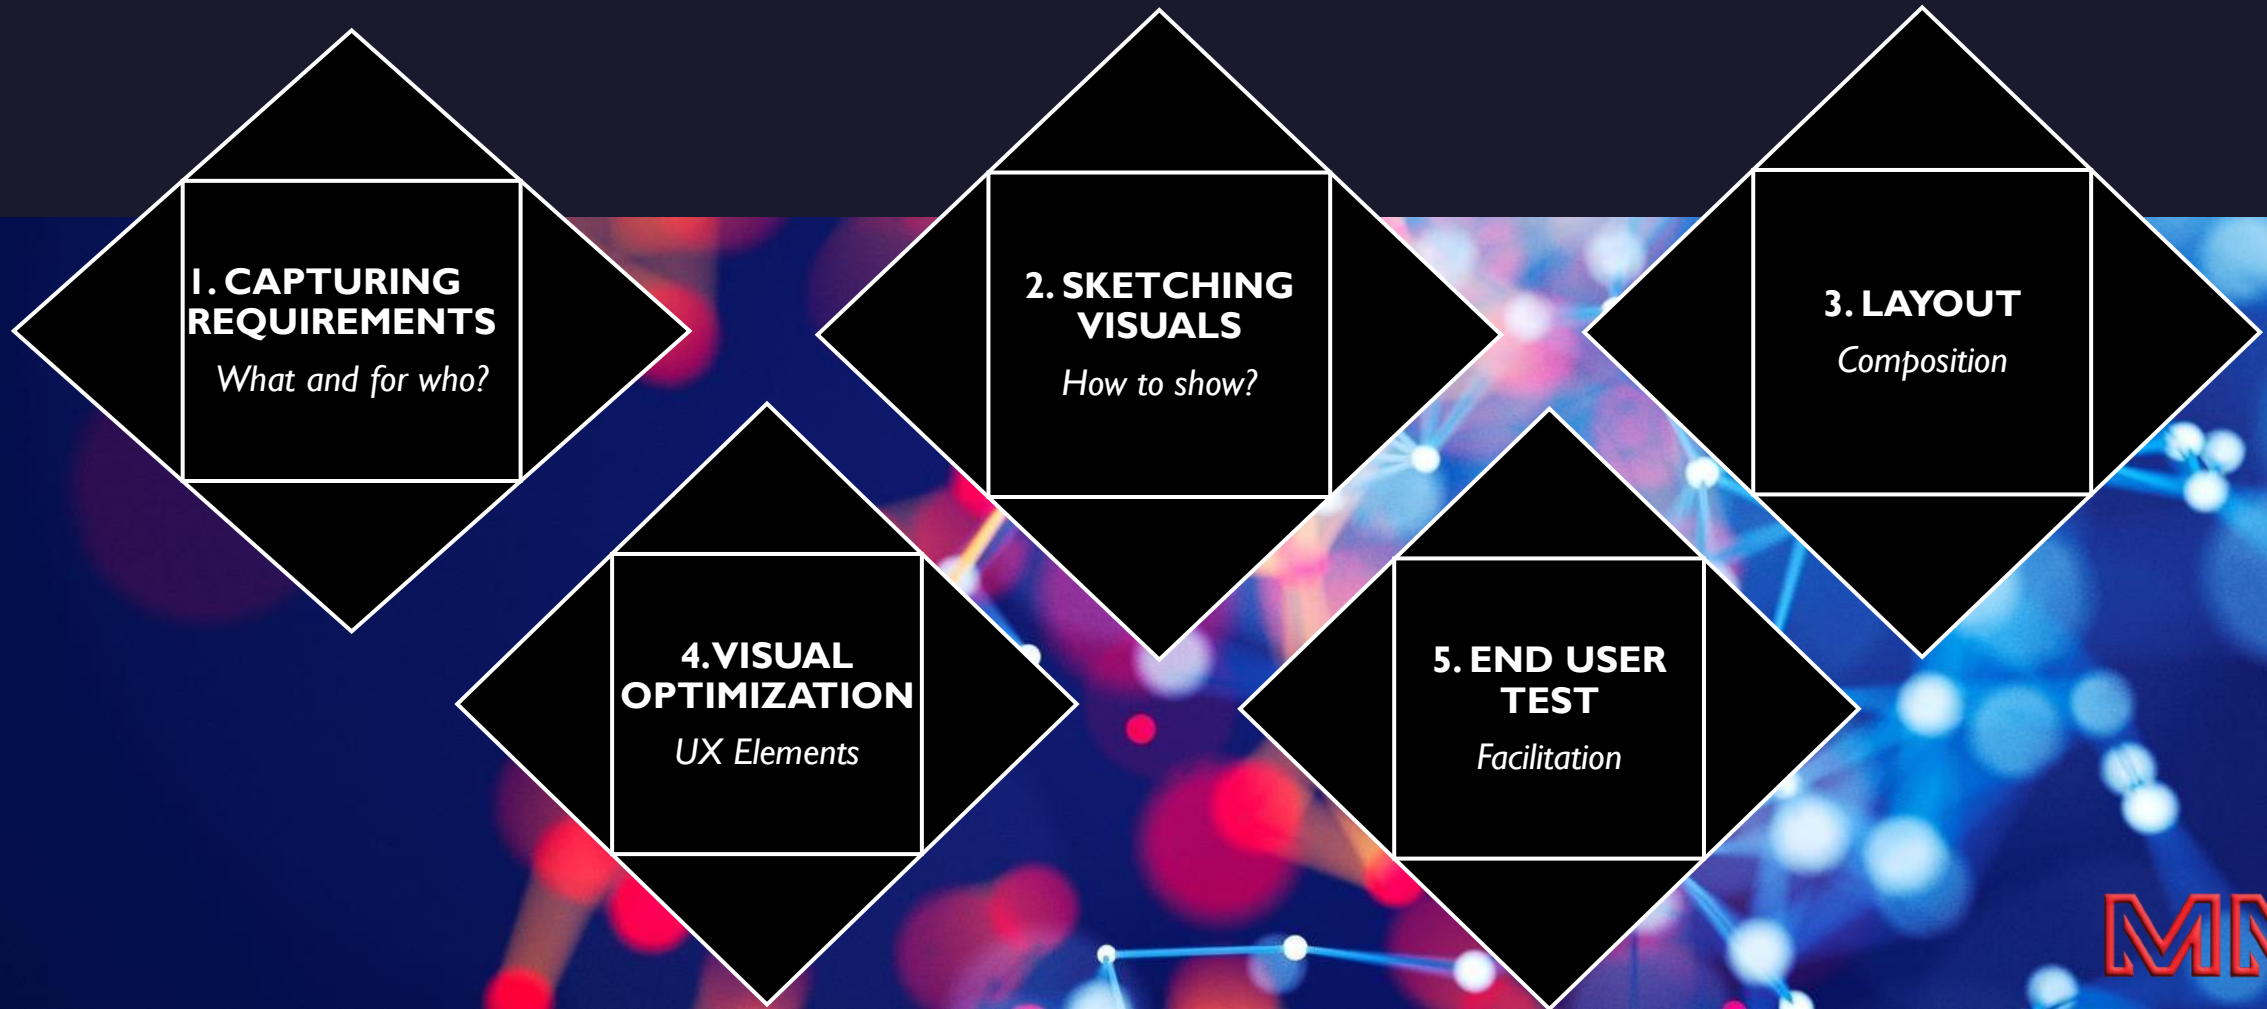 1. CAPTURING
REQUIREMENTS
What and for who?
2. SKETCHING
VISUALS
How to show?
3. LAYOUT
Composition
4. VISUAL
OPTIMIZATION
UX Elements
5. END USER
TEST
Facilitation